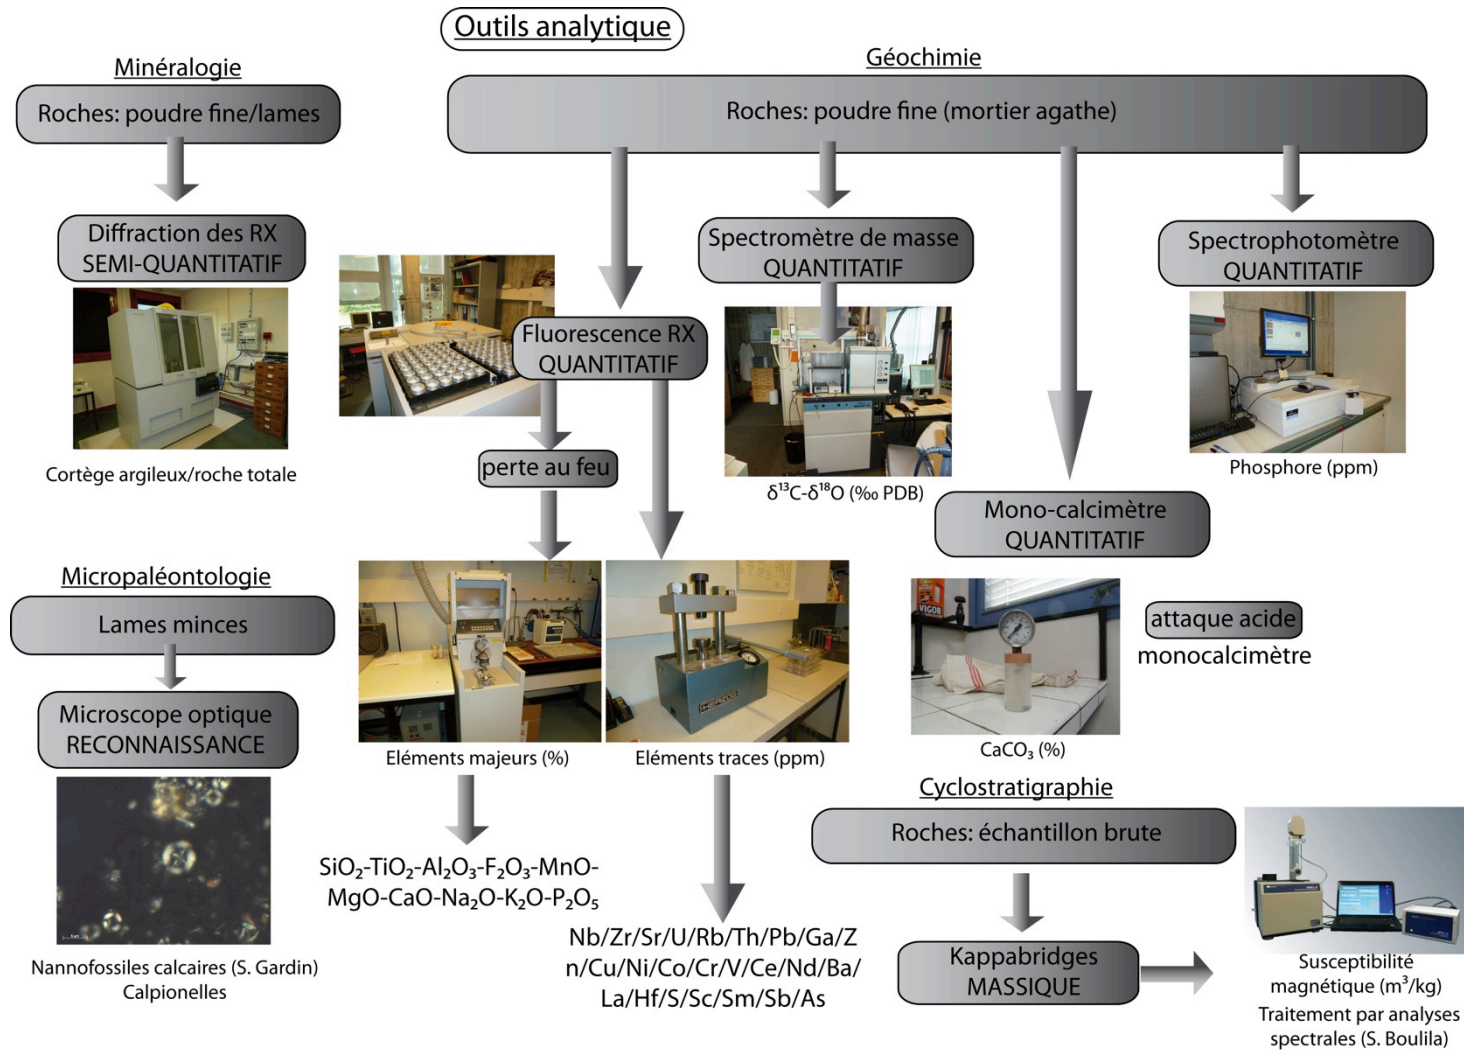 Outils analytique
Minéralogie
Roches: poudre fine/lames
Diffraction des RX
SEMI-QUANTITATIF
Cortège argileux/roche totale
Géochimie
Roches: poudre fine (mortier agathe)
Fluorescence RX
QUANTITATIF
perte au feu
Eléments majeurs (%)
SiO₂-TiO₂-Al₂O₃-F₂O₃-MnO-
MgO-CaO-Na₂O-K₂O-P₂O₅
HERZOG
Eléments traces (ppm)
Nb/Zr/Sr/U/Rb/Th/Pb/Ga/Z
n/Cu/Ni/Co/Cr/V/Ce/Nd/Ba/
La/Hf/S/Sc/Sm/Sb/As
Spectromètre de masse
QUANTITATIF
δ¹³C-δ¹⁸O (‰ PDB)
Mono-calcimètre
QUANTITATIF
VIGOR
attaque acide
monocalcimètre
CaCO₃ (%)
Spectrophotomètre
QUANTITATIF
Phosphore (ppm)
Micropaléontologie
Lames minces
Microscope optique
RECONNAISSANCE
Nannofossiles calcaires (S. Gardin)
Calpionelles
Cyclostratigraphie
Roches: échantillon brute
Kappabridges
MASSIQUE
Susceptibilité
magnétique (m³/kg)
Traitement par analyses
spectrales (S. Boulila)